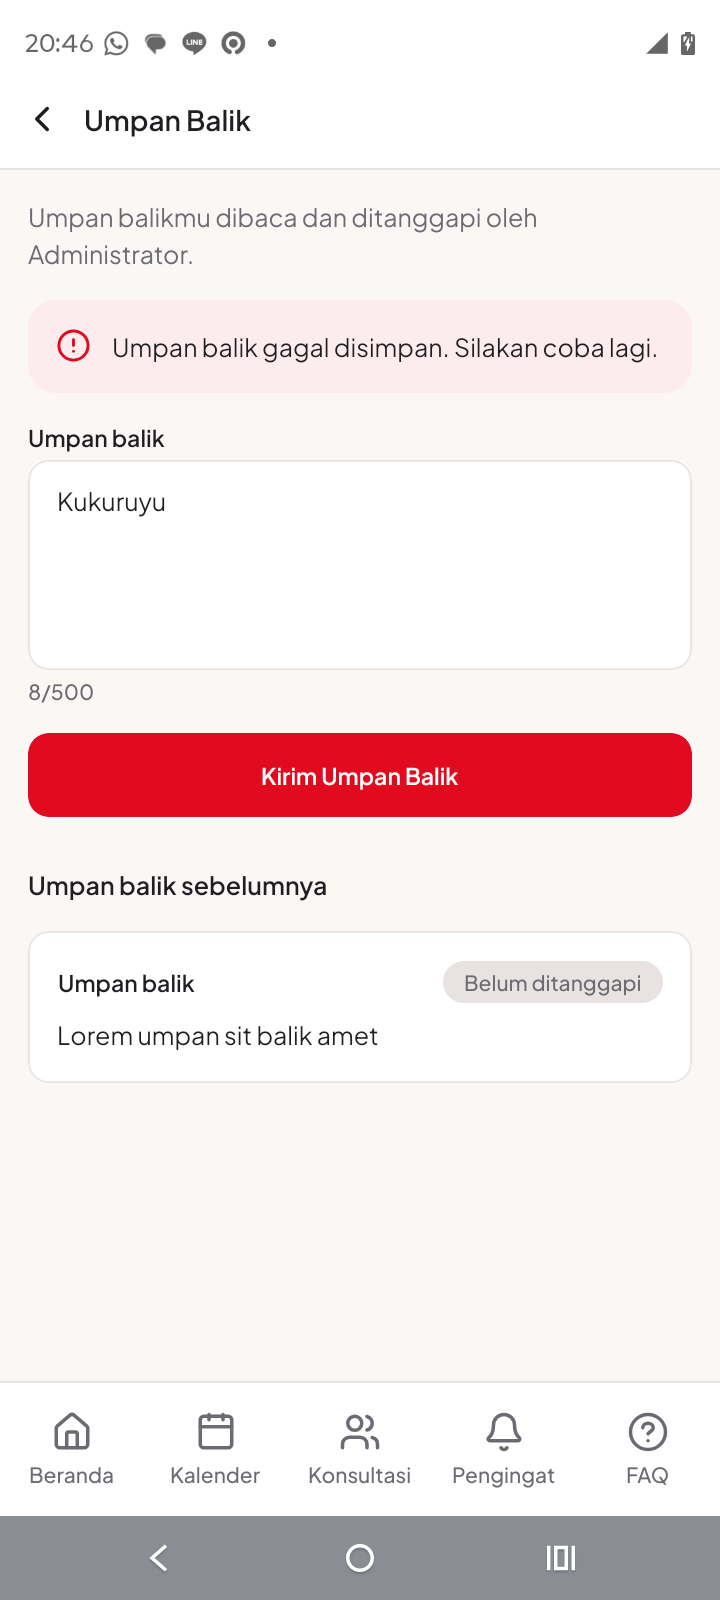 20:46
LINE
Umpan Balik
Umpan balikmu dibaca dan ditanggapi oleh
Administrator.
Umpan balik gagal disimpan. Silakan coba lagi.
Umpan balik
Kukuruyu
8/500
Kirim Umpan Balik
Umpan balik sebelumnya
Umpan balik
Belum ditanggapi
Lorem umpan sit balik amet
Beranda
Kalender
Konsultasi
Pengingat
FAQ